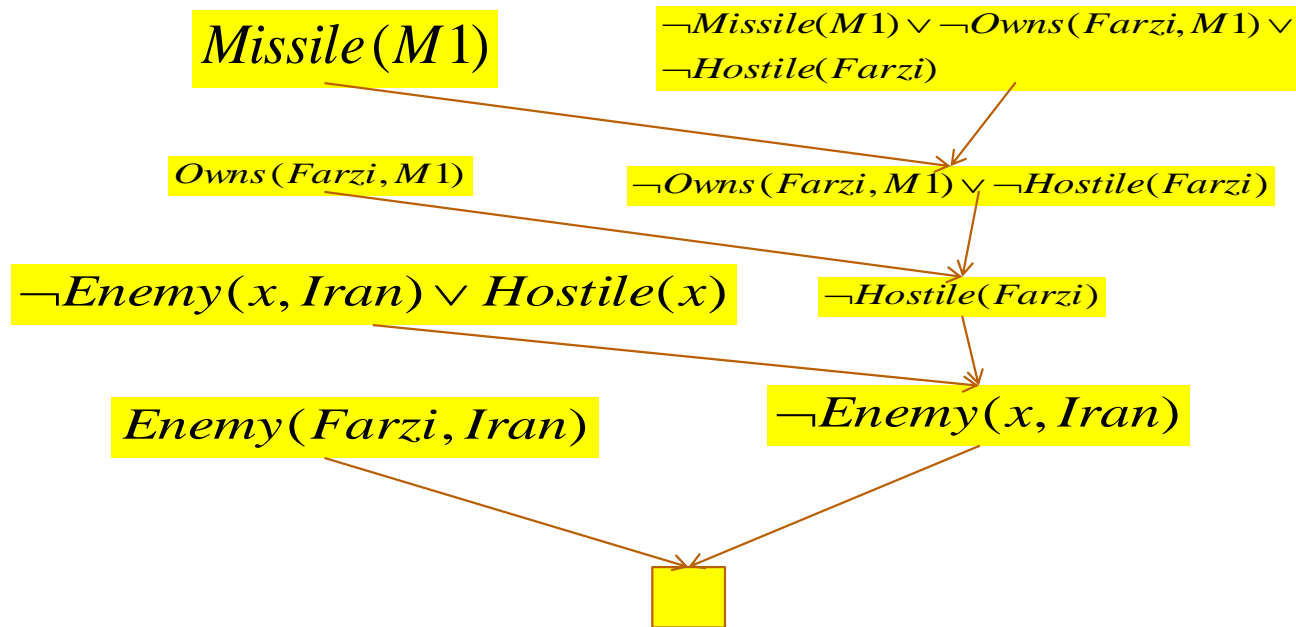 Missile(M1)
¬Missile(M1) ∨ ¬Owns(Farzi, M1) ∨
¬Hostile(Farzi)
Owns(Farzi, M1)
¬Owns(Farzi, M1) ∨ ¬Hostile(Farzi)
¬Enemy(x, Iran) ∨ Hostile(x)
¬Hostile(Farzi)
Enemy(Farzi, Iran)
¬Enemy(x, Iran)